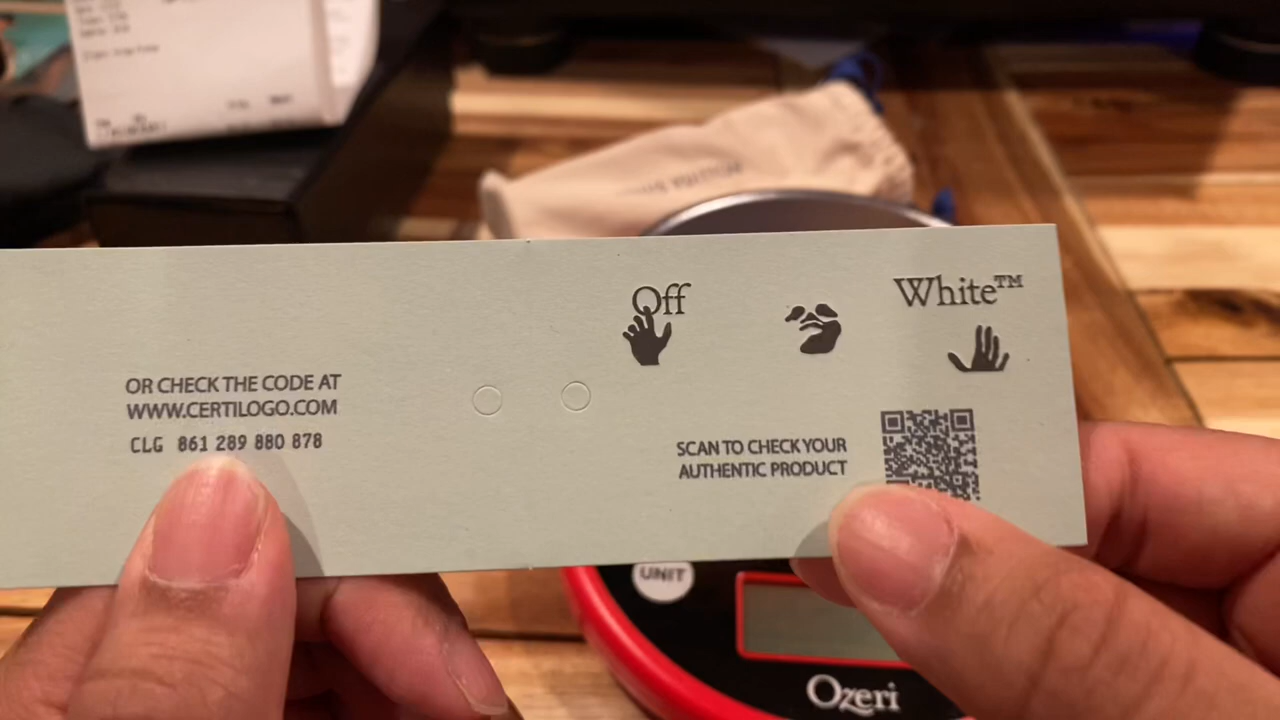 Off
White™
OR CHECK THE CODE AT
WWW.CERTILOGO.COM
CLG 861 289 880 878
SCAN TO CHECK YOUR
AUTHENTIC PRODUCT
UNIT
Ozeri